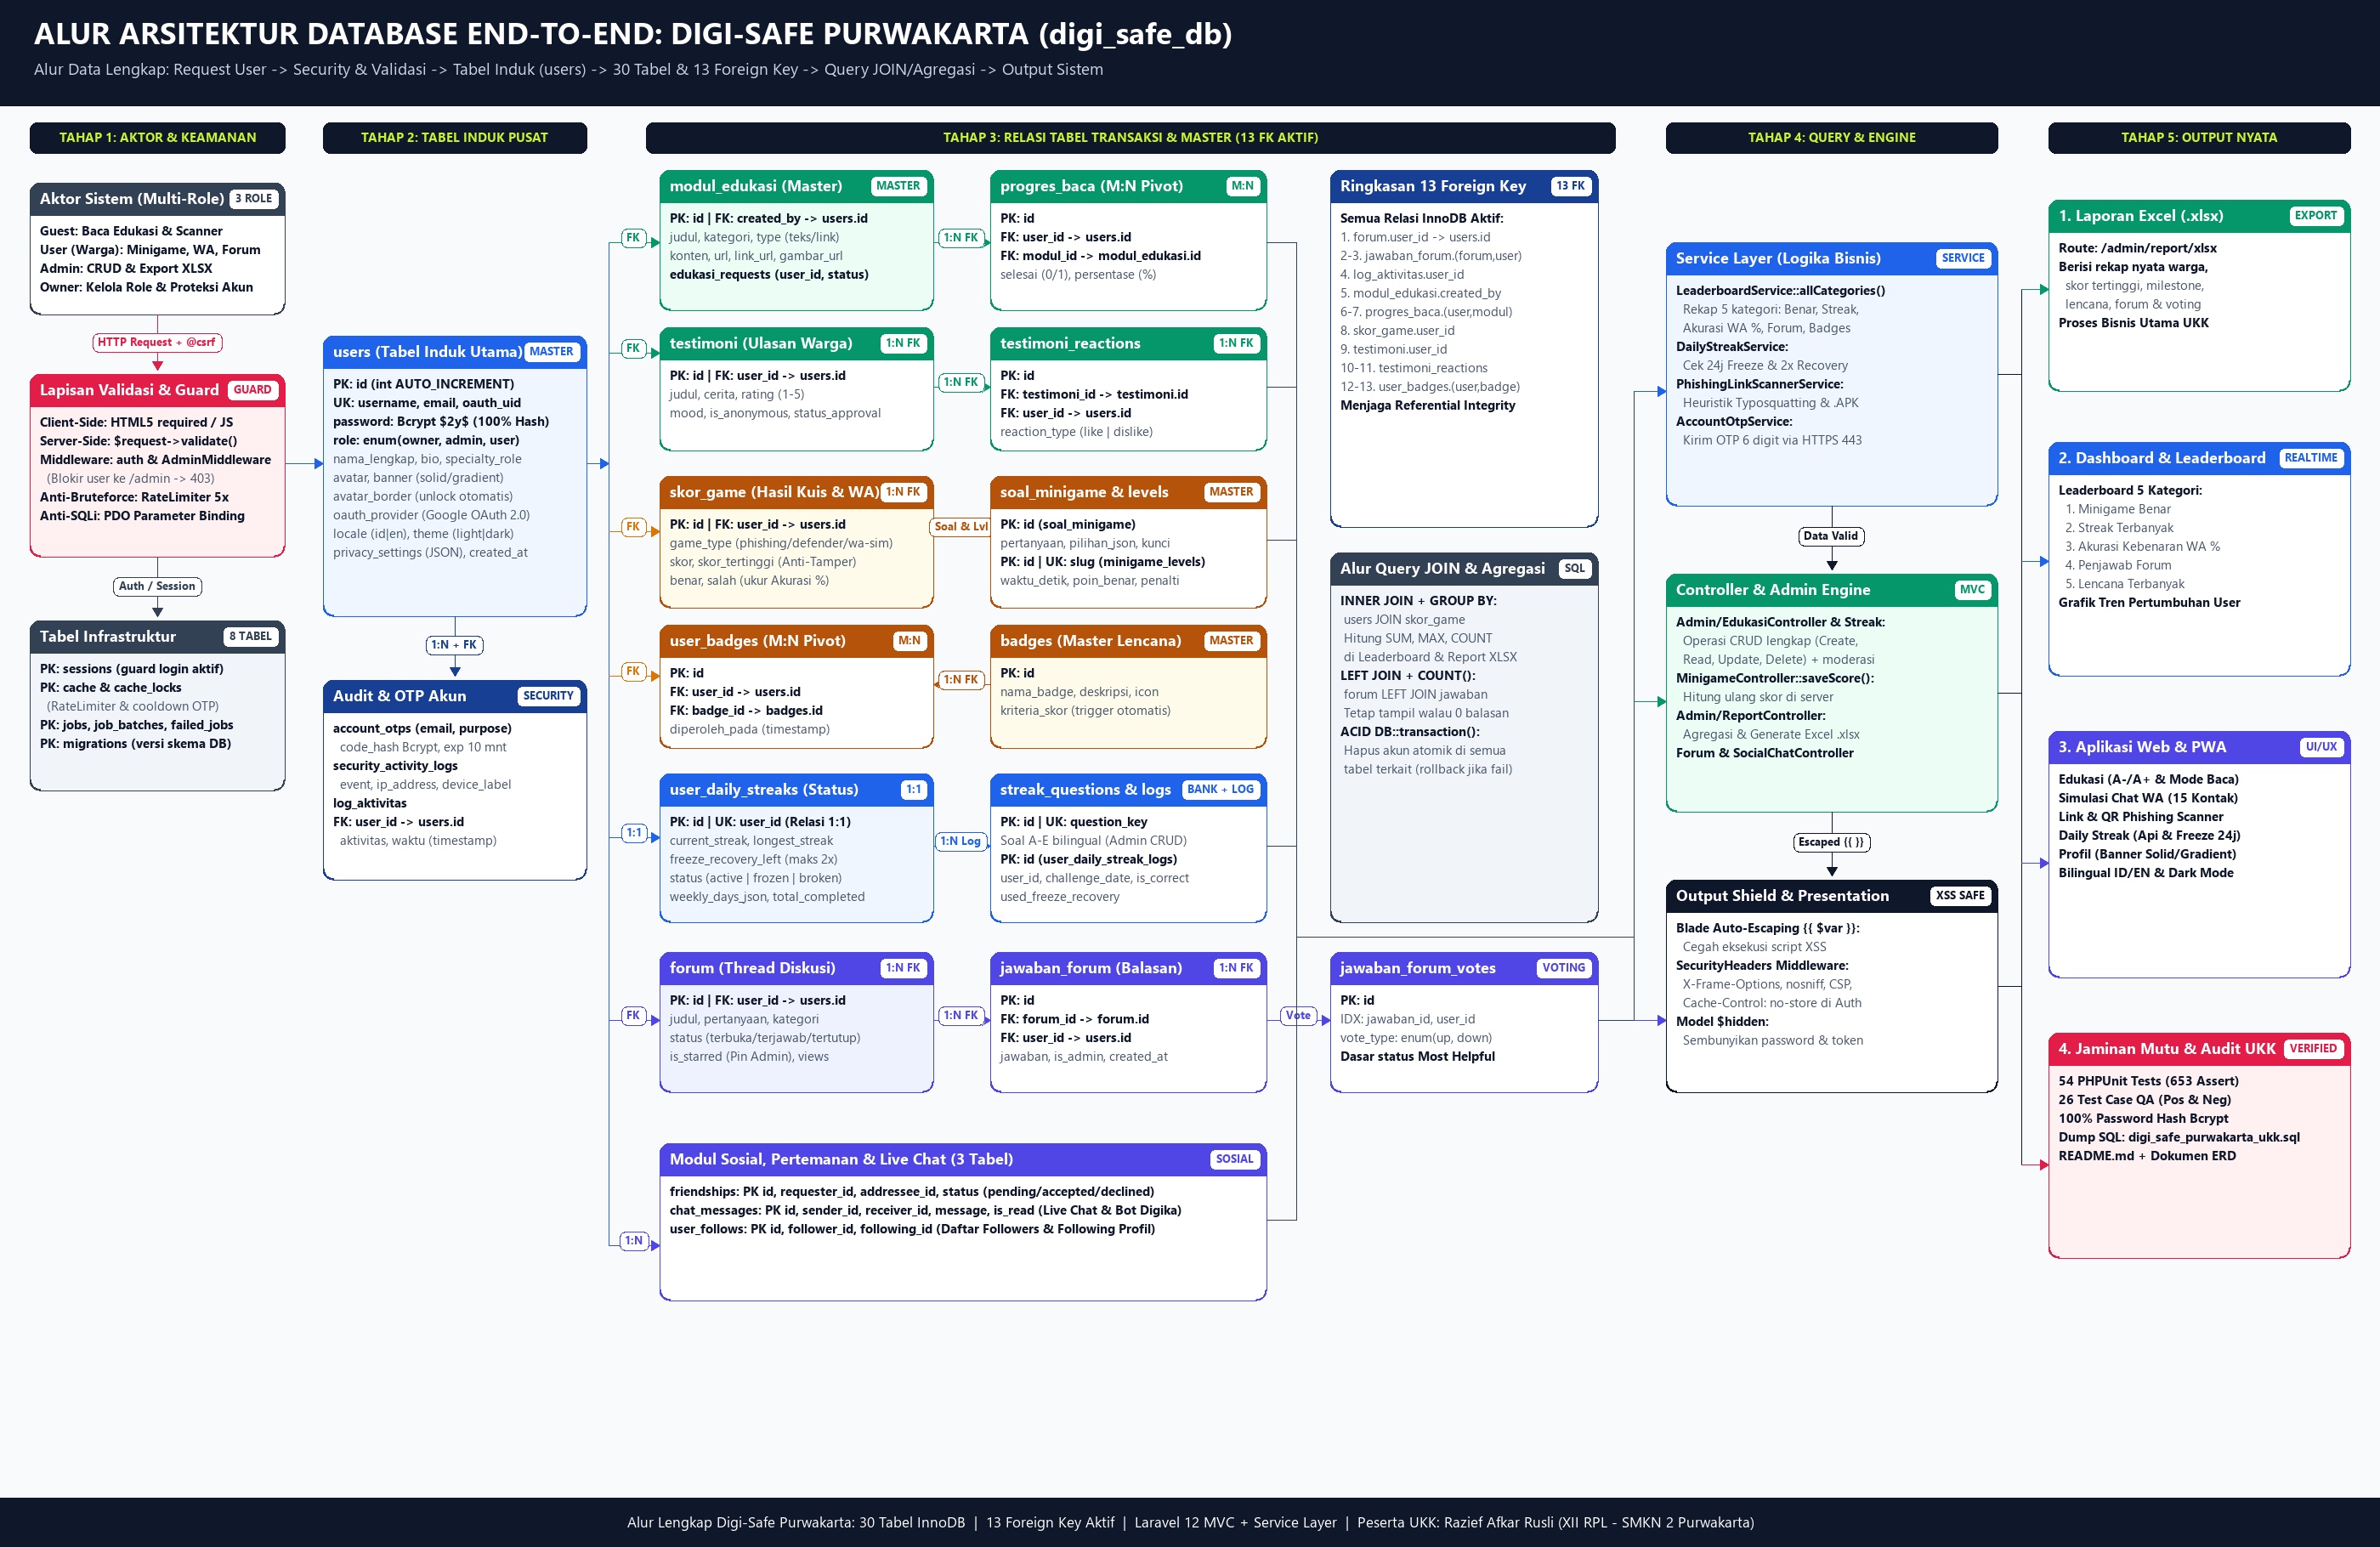 ALUR ARSITEKTUR DATABASE END-TO-END: DIGI-SAFE PURWAKARTA (digi_safe_db)
Alur Data Lengkap: Request User -> Security & Validasi -> Tabel Induk (users) -> 30 Tabel & 13 Foreign Key -> Query JOIN/Agregasi -> Output Sistem
TAHAP 1: AKTOR & KEAMANAN
Aktor Sistem (Multi-Role)
3 ROLE
Guest: Baca Edukasi & Scanner
User (Warga): Minigame, WA, Forum
Admin: CRUD & Export XLSX
Owner: Kelola Role & Proteksi Akun
HTTP Request + @csrf
Lapisan Validasi & Guard
GUARD
Client-Side: HTML5 required / JS
Server-Side: $request->validate()
Middleware: auth & AdminMiddleware
(Blokir user ke /admin -> 403)
Anti-Bruteforce: RateLimiter 5x
Anti-SQLi: PDO Parameter Binding
Auth / Session
Tabel Infrastruktur
8 TABEL
PK: sessions (guard login aktif)
PK: cache & cache_locks
(RateLimiter & cooldown OTP)
PK: jobs, job_batches, failed_jobs
PK: migrations (versi skema DB)
TAHAP 2: TABEL INDUK PUSAT
users (Tabel Induk Utama)
MASTER
PK: id (int AUTO_INCREMENT)
UK: username, email, oauth_uid
password: Bcrypt $2y$ (100% Hash)
role: enum(owner, admin, user)
nama_lengkap, bio, specialty_role
avatar, banner (solid/gradient)
avatar_border (unlock otomatis)
oauth_provider (Google OAuth 2.0)
locale (id|en), theme (light|dark)
privacy_settings (JSON), created_at
1:N + FK
Audit & OTP Akun
SECURITY
account_otps (email, purpose)
code_hash Bcrypt, exp 10 mnt
security_activity_logs
event, ip_address, device_label
log_aktivitas
FK: user_id -> users.id
aktivitas, waktu (timestamp)
TAHAP 3: RELASI TABEL TRANSAKSI & MASTER (13 FK AKTIF)
FK
modul_edukasi (Master)
MASTER
PK: id | FK: created_by -> users.id
judul, kategori, type (teks/link)
konten, url, link_url, gambar_url
edukasi_requests (user_id, status)
1:N FK
progres_baca (M:N Pivot)
M:N
PK: id
FK: user_id -> users.id
FK: modul_id -> modul_edukasi.id
selesai (0/1), persentase (%)
FK
testimoni (Ulasan Warga)
1:N FK
PK: id | FK: user_id -> users.id
judul, cerita, rating (1-5)
mood, is_anonymous, status_approval
1:N FK
testimoni_reactions
1:N FK
PK: id
FK: testimoni_id -> testimoni.id
FK: user_id -> users.id
reaction_type (like | dislike)
FK
skor_game (Hasil Kuis & WA)
1:N FK
PK: id | FK: user_id -> users.id
game_type (phishing/defender/wa-sim)
skor, skor_tertinggi (Anti-Tamper)
benar, salah (ukur Akurasi %)
Soal & Lvl
soal_minigame & levels
MASTER
PK: id (soal_minigame)
pertanyaan, pilihan_json, kunci
PK: id | UK: slug (minigame_levels)
waktu_detik, poin_benar, penalti
FK
user_badges (M:N Pivot)
M:N
PK: id
FK: user_id -> users.id
FK: badge_id -> badges.id
diperoleh_pada (timestamp)
1:N FK
badges (Master Lencana)
MASTER
PK: id
nama_badge, deskripsi, icon
kriteria_skor (trigger otomatis)
1:1
user_daily_streaks (Status)
1:1
PK: id | UK: user_id (Relasi 1:1)
current_streak, longest_streak
freeze_recovery_left (maks 2x)
status (active | frozen | broken)
weekly_days_json, total_completed
1:N Log
streak_questions & logs
BANK + LOG
PK: id | UK: question_key
Soal A-E bilingual (Admin CRUD)
PK: id (user_daily_streak_logs)
user_id, challenge_date, is_correct
used_freeze_recovery
FK
forum (Thread Diskusi)
1:N FK
PK: id | FK: user_id -> users.id
judul, pertanyaan, kategori
status (terbuka/terjawab/tertutup)
is_starred (Pin Admin), views
1:N FK
jawaban_forum (Balasan)
1:N FK
PK: id
FK: forum_id -> forum.id
FK: user_id -> users.id
jawaban, is_admin, created_at
Vote
jawaban_forum_votes
VOTING
PK: id
IDX: jawaban_id, user_id
vote_type: enum(up, down)
Dasar status Most Helpful
1:N
Modul Sosial, Pertemanan & Live Chat (3 Tabel)
SOSIAL
friendships: PK id, requester_id, addressee_id, status (pending/accepted/declined)
chat_messages: PK id, sender_id, receiver_id, message, is_read (Live Chat & Bot Digika)
user_follows: PK id, follower_id, following_id (Daftar Followers & Following Profil)
Ringkasan 13 Foreign Key
13 FK
Semua Relasi InnoDB Aktif:
1. forum.user_id -> users.id
2-3. jawaban_forum.(forum,user)
4. log_aktivitas.user_id
5. modul_edukasi.created_by
6-7. progres_baca.(user,modul)
8. skor_game.user_id
9. testimoni.user_id
10-11. testimoni_reactions
12-13. user_badges.(user,badge)
Menjaga Referential Integrity
Alur Query JOIN & Agregasi
SQL
INNER JOIN + GROUP BY:
users JOIN skor_game
Hitung SUM, MAX, COUNT
di Leaderboard & Report XLSX
LEFT JOIN + COUNT():
forum LEFT JOIN jawaban
Tetap tampil walau 0 balasan
ACID DB::transaction():
Hapus akun atomik di semua
tabel terkait (rollback jika fail)
TAHAP 4: QUERY & ENGINE
Service Layer (Logika Bisnis)
SERVICE
LeaderboardService::allCategories()
Rekap 5 kategori: Benar, Streak,
Akurasi WA %, Forum, Badges
DailyStreakService:
Cek 24j Freeze & 2x Recovery
PhishingLinkScannerService:
Heuristik Typosquatting & .APK
AccountOtpService:
Kirim OTP 6 digit via HTTPS 443
Data Valid
Controller & Admin Engine
MVC
Admin/EdukasiController & Streak:
Operasi CRUD lengkap (Create,
Read, Update, Delete) + moderasi
MinigameController::saveScore():
Hitung ulang skor di server
Admin/ReportController:
Agregasi & Generate Excel .xlsx
Forum & SocialChatController
Escaped {{ }}
Output Shield & Presentation
XSS SAFE
Blade Auto-Escaping {{ $var }}:
Cegah eksekusi script XSS
SecurityHeaders Middleware:
X-Frame-Options, nosniff, CSP,
Cache-Control: no-store di Auth
Model $hidden:
Sembunyikan password & token
TAHAP 5: OUTPUT NYATA
1. Laporan Excel (.xlsx)
EXPORT
Route: /admin/report/xlsx
Berisi rekap nyata warga,
skor tertinggi, milestone,
lencana, forum & voting
Proses Bisnis Utama UKK
2. Dashboard & Leaderboard
REALTIME
Leaderboard 5 Kategori:
1. Minigame Benar
2. Streak Terbanyak
3. Akurasi Kebenaran WA %
4. Penjawab Forum
5. Lencana Terbanyak
Grafik Tren Pertumbuhan User
3. Aplikasi Web & PWA
UI/UX
Edukasi (A-/A+ & Mode Baca)
Simulasi Chat WA (15 Kontak)
Link & QR Phishing Scanner
Daily Streak (Api & Freeze 24j)
Profil (Banner Solid/Gradient)
Bilingual ID/EN & Dark Mode
4. Jaminan Mutu & Audit UKK
VERIFIED
54 PHPUnit Tests (653 Assert)
26 Test Case QA (Pos & Neg)
100% Password Hash Bcrypt
Dump SQL: digi_safe_purwakarta_ukk.sql
README.md + Dokumen ERD
Alur Lengkap Digi-Safe Purwakarta: 30 Tabel InnoDB | 13 Foreign Key Aktif | Laravel 12 MVC + Service Layer | Peserta UKK: Razief Afkar Rusli (XII RPL - SMKN 2 Purwakarta)